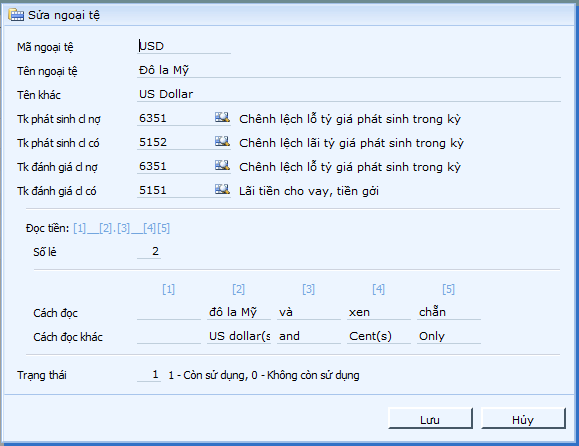 Sửa ngoại tệ
Mã ngoại tệ USD
Tên ngoại tệ Đô la Mỹ
Tên khác US Dollar
Tk phát sinh cl nợ 6351 Chênh lệch lỗ tỷ giá phát sinh trong kỳ
Tk phát sinh cl có 5152 Chênh lệch lãi tỷ giá phát sinh trong kỳ
Tk đánh giá cl nợ 6351 Chênh lệch lỗ tỷ giá phát sinh trong kỳ
Tk đánh giá cl có 5151 Lãi tiền cho vay, tiền gởi
Đọc tiền: [1]__[2].[3]__[4][5]
Số lẻ 2
[1] [2] [3] [4] [5]
Cách đọc đô la Mỹ và xen chẵn
Cách đọc khác US dollar(s and Cent(s) Only
Trạng thái 1 1 - Còn sử dụng, 0 - Không còn sử dụng
Lưu Hủy